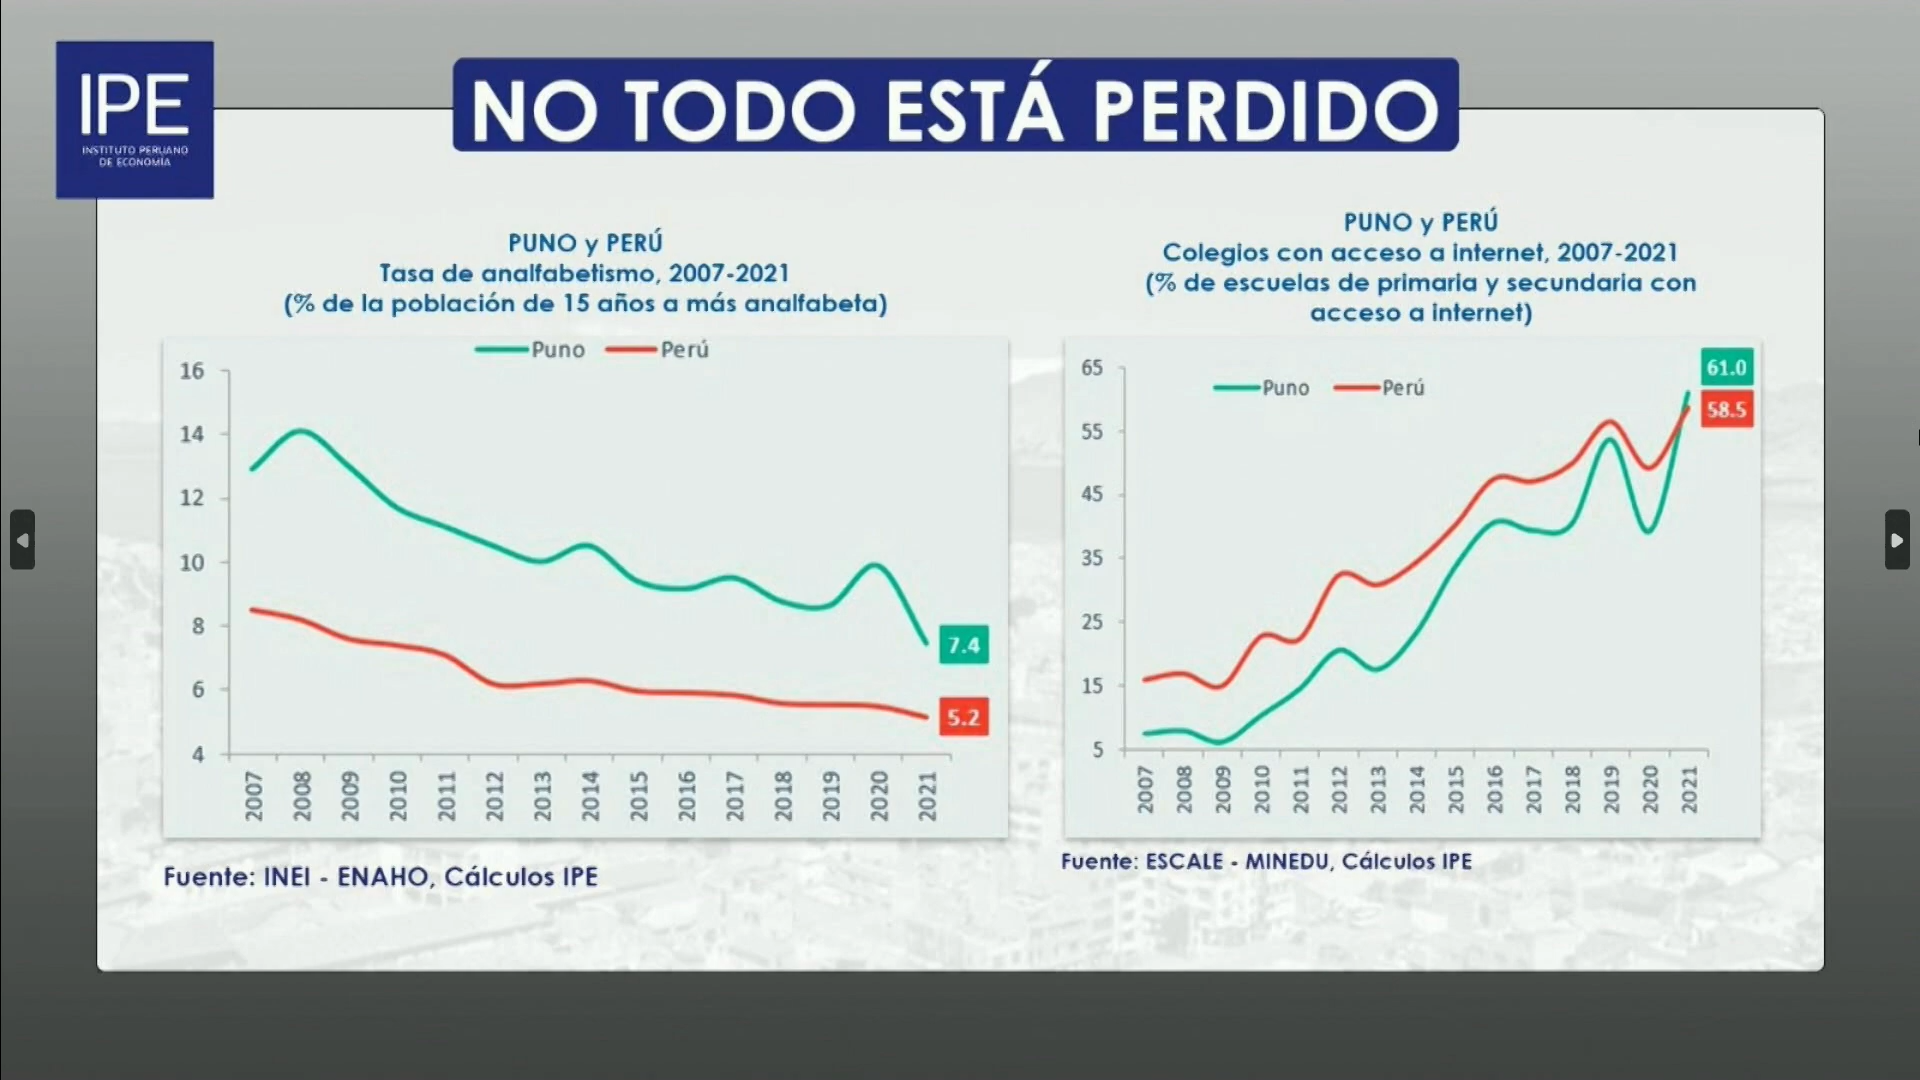 IPE
INSTITUTO PERUANO
DE ECONOMÍA
NO TODO ESTÁ PERDIDO
PUNO y PERÚ
Tasa de analfabetismo, 2007-2021
(% de la población de 15 años a más analfabeta)
Puno Perú
16
14
12
10
8
6
4
7.4
5.2
2007 2008 2009 2010 2011 2012 2013 2014 2015 2016 2017 2018 2019 2020 2021
Fuente: INEI - ENAHO, Cálculos IPE
PUNO y PERÚ
Colegios con acceso a internet, 2007-2021
(% de escuelas de primaria y secundaria con
acceso a internet)
Puno Perú
65
55
45
35
25
15
5
61.0
58.5
2007 2008 2009 2010 2011 2012 2013 2014 2015 2016 2017 2018 2019 2020 2021
Fuente: ESCALE - MINEDU, Cálculos IPE